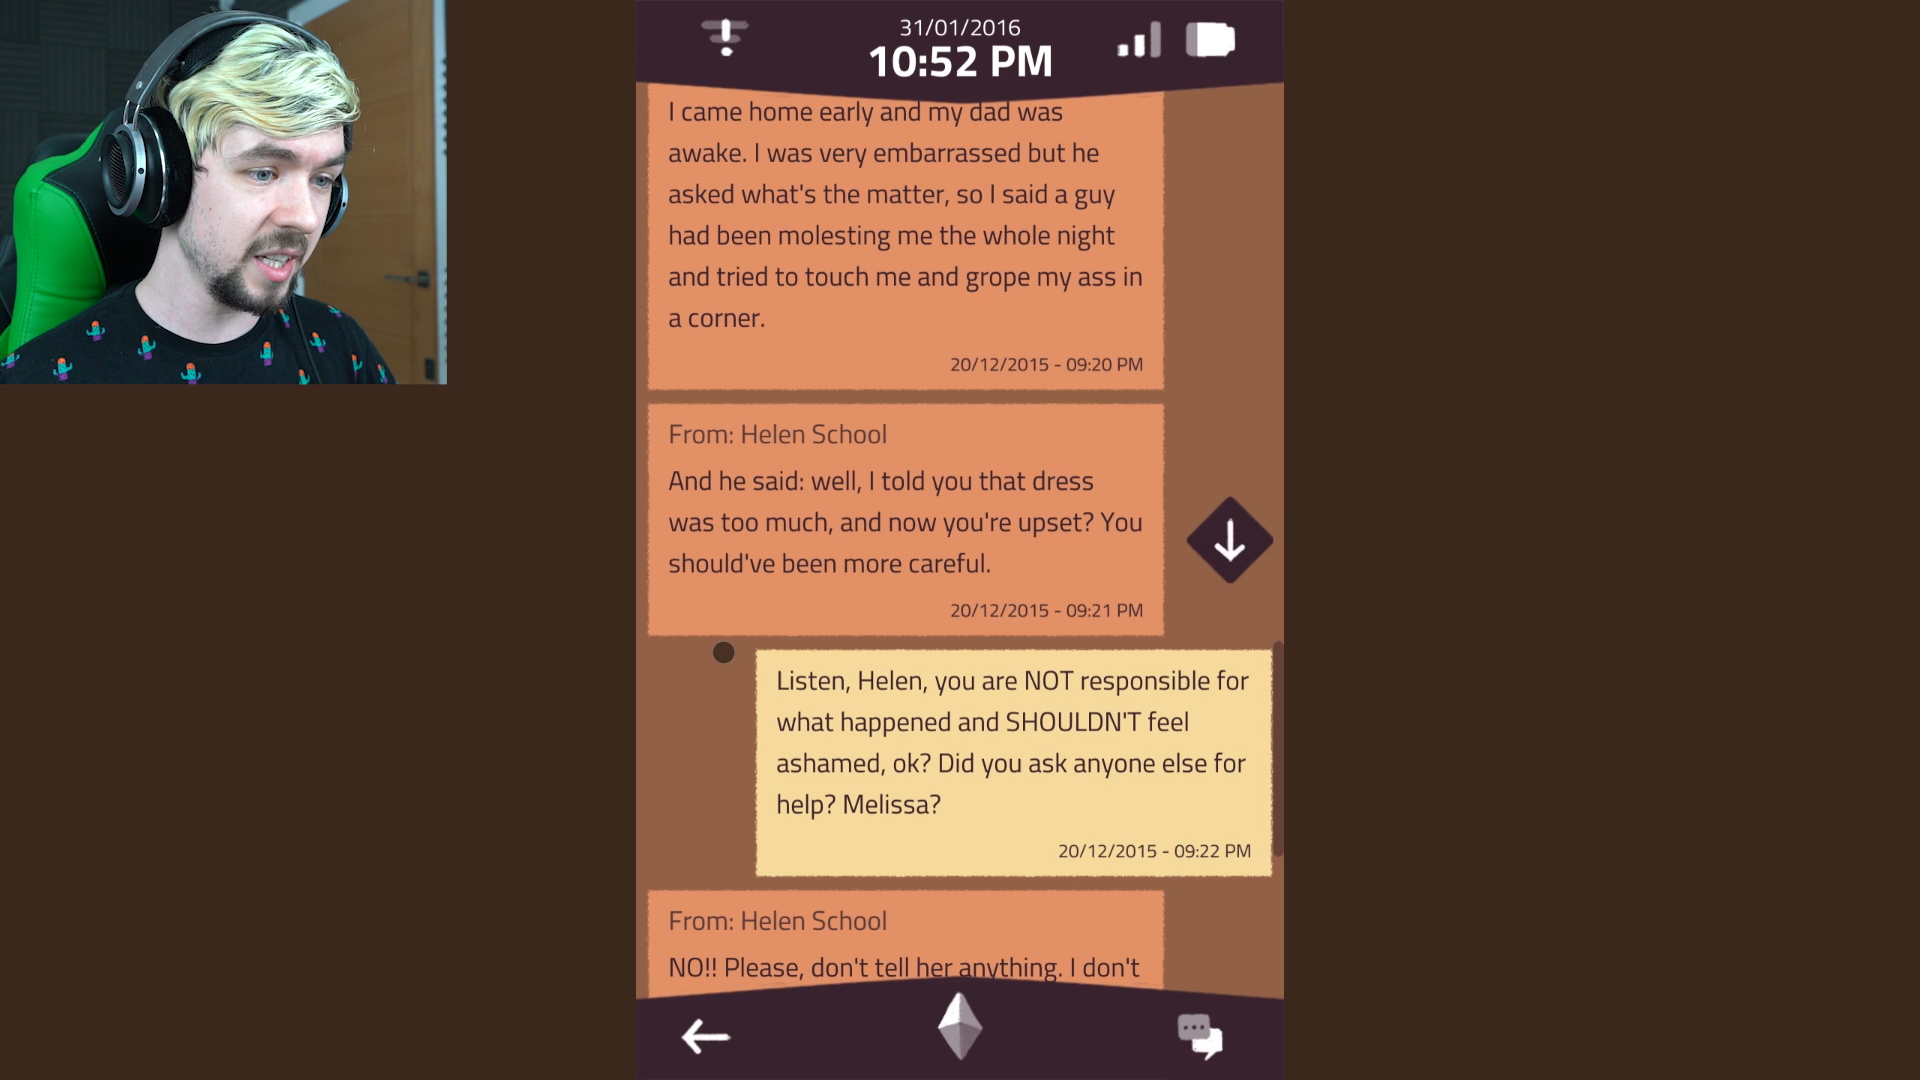 31/01/2016
10:52 PM
I came home early and my dad was
awake. I was very embarrassed but he
asked what's the matter, so I said a guy
had been molesting me the whole night
and tried to touch me and grope my ass in
a corner.
20/12/2015 - 09:20 PM
From: Helen School
And he said: well, I told you that dress
was too much, and now you're upset? You
should've been more careful.
20/12/2015 - 09:21 PM
Listen, Helen, you are NOT responsible for
what happened and SHOULDN'T feel
ashamed, ok? Did you ask anyone else for
help? Melissa?
20/12/2015 - 09:22 PM
From: Helen School
NO!! Please, don't tell her anything. I don't